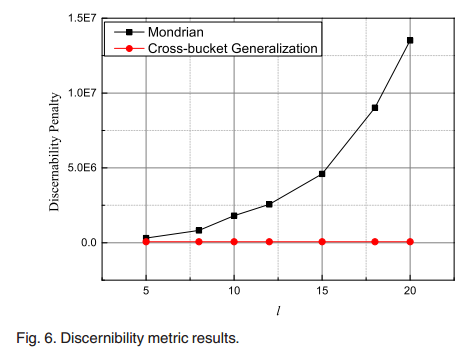 1.5E7
Mondrian
Cross-bucket Generalization
1.0E7
Discernability Penalty
5.0E6
0.0
5 10 15 20
l
Fig. 6. Discernibility metric results.